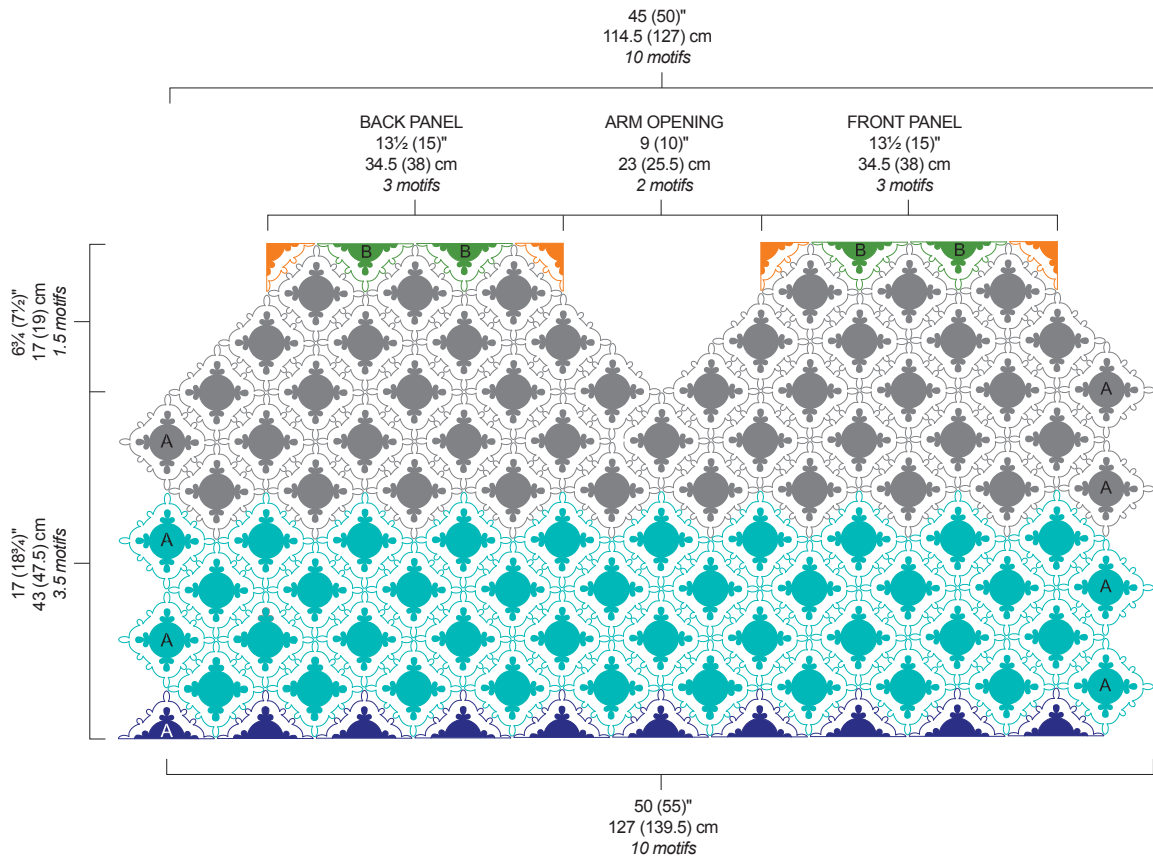 45 (50)"
114.5 (127) cm
10 motifs
BACK PANEL
13½ (15)"
34.5 (38) cm
3 motifs
ARM OPENING
9 (10)"
23 (25.5) cm
2 motifs
FRONT PANEL
13½ (15)"
34.5 (38) cm
3 motifs
B
B
B
B
6¾ (7½)"
17 (19) cm
1.5 motifs
A
A
A
A
A
A
A
A
17 (18¾)"
43 (47.5) cm
3.5 motifs
50 (55)"
127 (139.5) cm
10 motifs